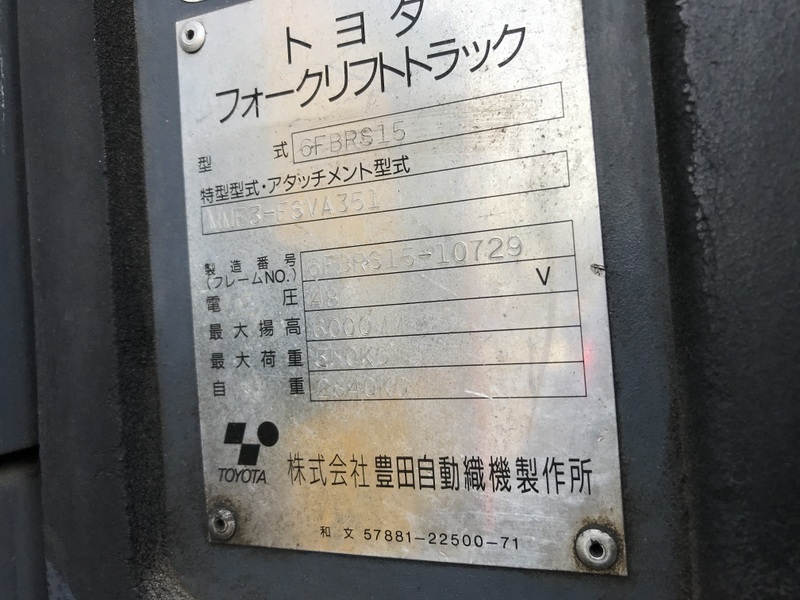 トヨタ
フォークリフトトラック
型 式 6FBRS15
特型型式・アタッチメント型式
製造番号
(フレームNO.) 6FBRS15-10729
電 圧 48 V
最大揚高
最大荷重
自 重
TOYOTA 株式会社豊田自動織機製作所
和文 57881-22500-71